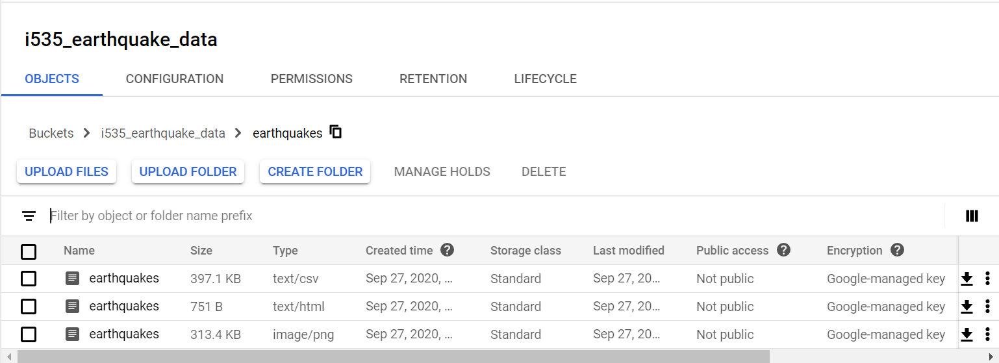 i535_earthquake_data
OBJECTS CONFIGURATION PERMISSIONS RETENTION LIFECYCLE
Buckets > i535_earthquake_data > earthquakes
UPLOAD FILES UPLOAD FOLDER CREATE FOLDER MANAGE HOLDS DELETE
Filter by object or folder name prefix
Name Size Type Created time ? Storage class Last modified Public access ? Encryption ?
earthquakes 397.1 KB text/csv Sep 27, 2020, ... Standard Sep 27, 20... Not public Google-managed key
earthquakes 751 B text/html Sep 27, 2020, ... Standard Sep 27, 20... Not public Google-managed key
earthquakes 313.4 KB image/png Sep 27, 2020, ... Standard Sep 27, 20... Not public Google-managed key